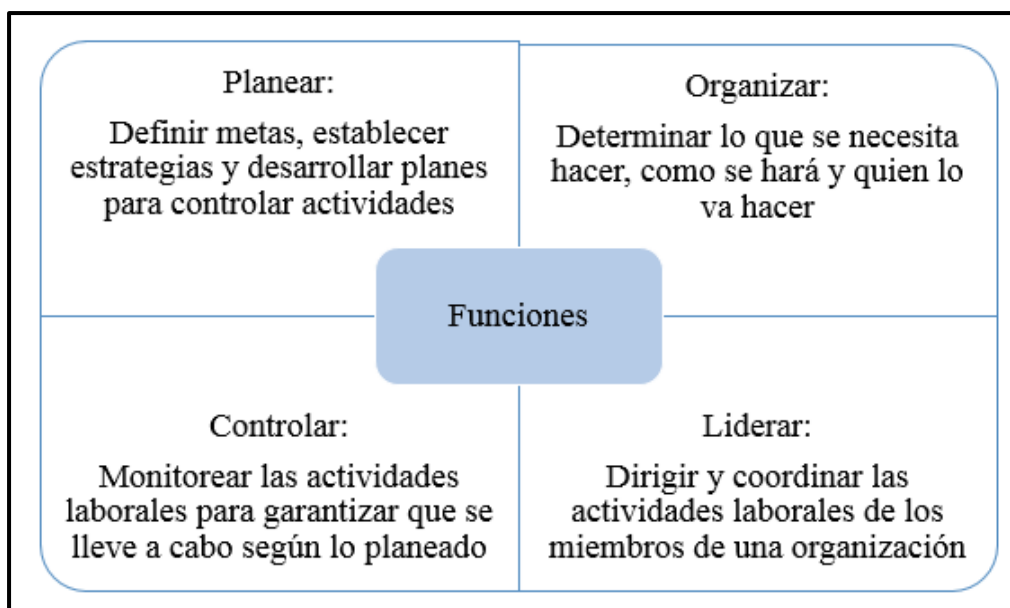 Planear:
Definir metas, establecer
estrategias y desarrollar planes
para controlar actividades
Organizar:
Determinar lo que se necesita
hacer, como se hará y quien lo
va hacer
Funciones
Controlar:
Monitorear las actividades
laborales para garantizar que se
lleve a cabo según lo planeado
Liderar:
Dirigir y coordinar las
actividades laborales de los
miembros de una organización